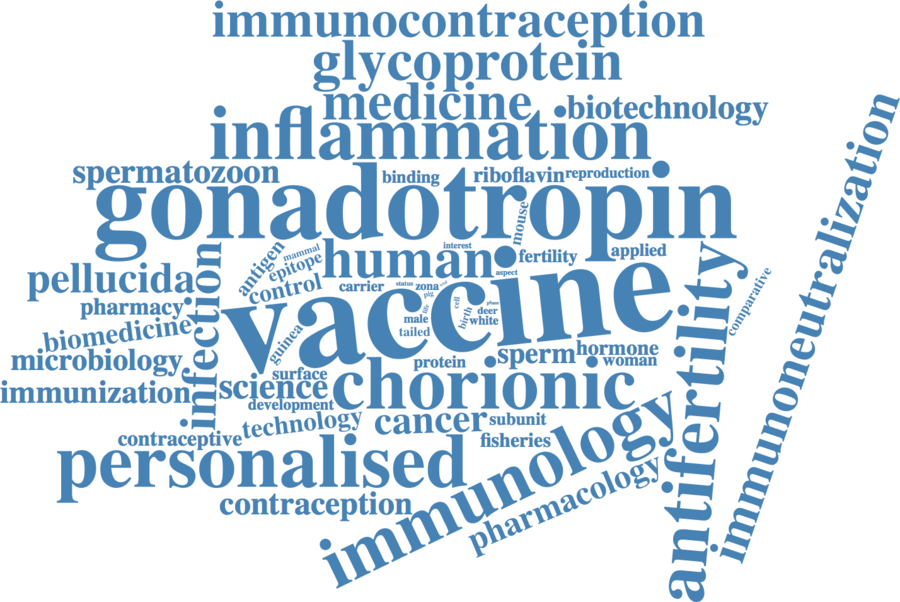 immunocontraception
glycoprotein
medicine
biotechnology
inflammation
spermatozoon
binding
riboflavin
reproduction
gonadotropin
mouse
interest
mammal
antigen
epitope
human
fertility
applied
aspect
pellucida
control
carrier
status
zona
pig
comparative
pharmacy
infection
vaccine
life
cell
birth
deer
male
white
tailed
biomedicine
guinea
microbiology
protein
sperm
hormone
woman
surface
immunization
science
chorionic
development
antifertility
immunoneutralization
technology
cancer
subunit
contraceptive
fisheries
personalised
immunology
pharmacology
contraception